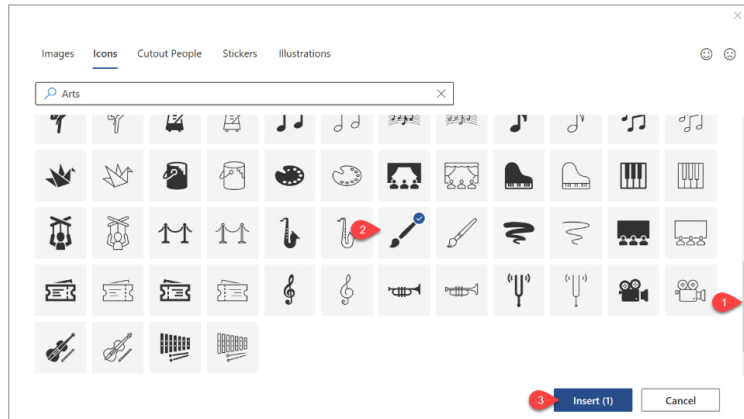 Images Icons Cutout People Stickers Illustrations
Arts
2
1
3 Insert (1) Cancel